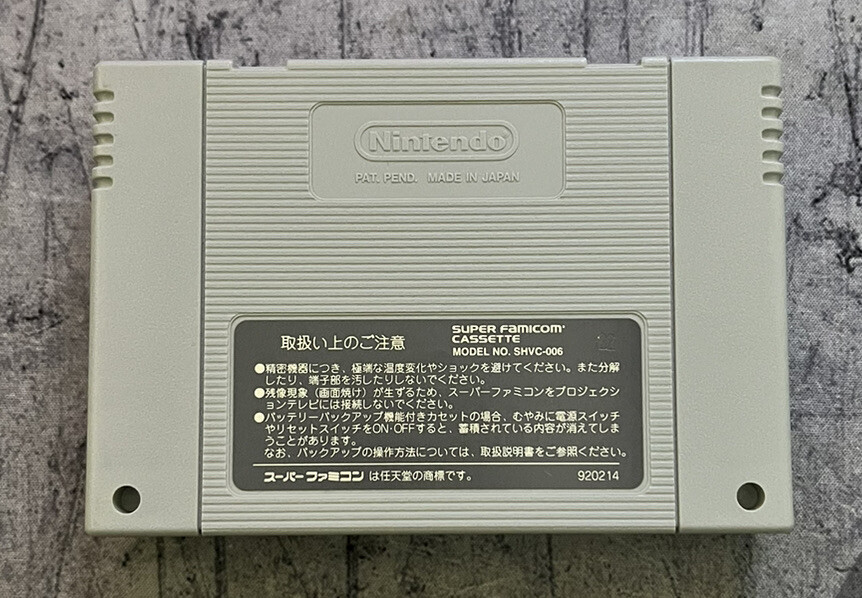 Nintendo
PAT. PEND. MADE IN JAPAN
取扱い上のご注意
SUPER FAMICOM
CASSETTE
MODEL NO. SHVC-006
●精密機器につき、極端な温度変化やショックを避けてください。また分解
したり、端子部を汚したりしないでください。
●残像現象（画面焼け）が生ずるため、スーパーファミコンをプロジェクシ
ョンテレビには接続しないでください。
●バッテリーバックアップ機能付きカセットの場合、むやみに電源スイッチ
やリセットスイッチをON・OFFすると、蓄積されている内容が消えてしま
うことがあります。
なお、バックアップの操作方法については、取扱説明書をご参照ください。
スーパーファミコンは任天堂の商標です。
920214